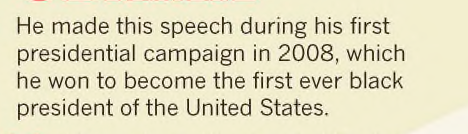 He made this speech during his first
presidential campaign in 2008, which
he won to become the first ever black
president of the United States.